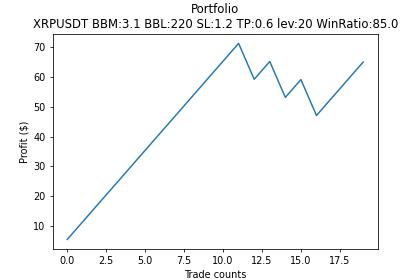 Portfolio
XRPUSDT BBM:3.1 BBL:220 SL:1.2 TP:0.6 lev:20 WinRatio:85.0
70
60
50
40
30
20
10
Profit ($)
0.0 2.5 5.0 7.5 10.0 12.5 15.0 17.5
Trade counts